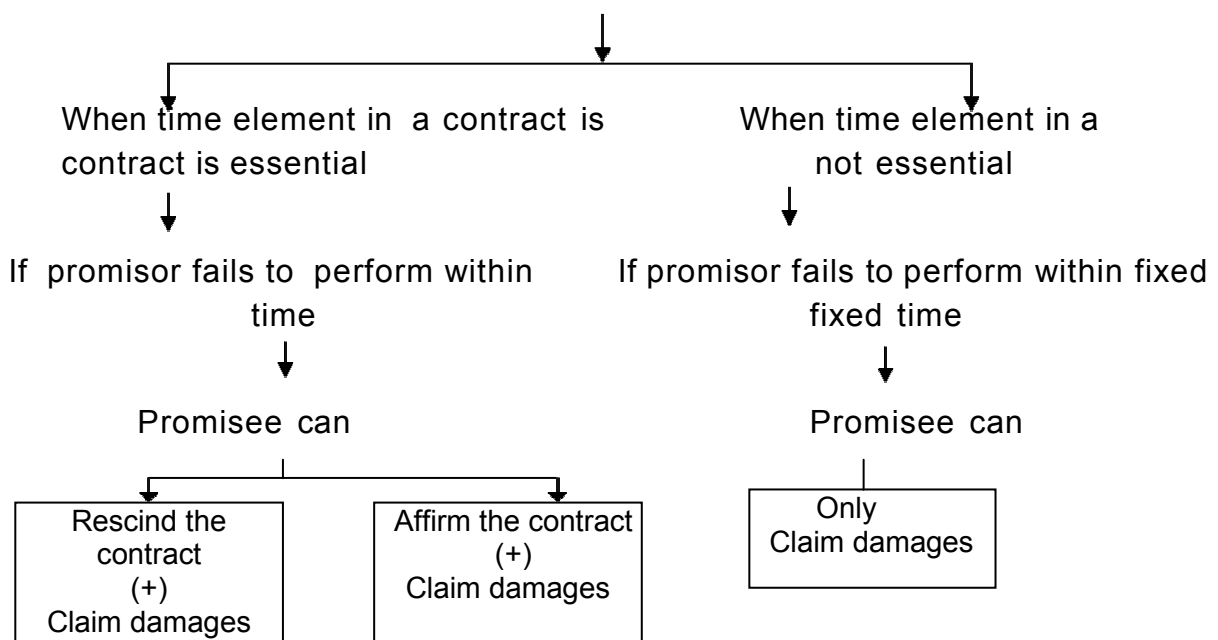 When time element in a contract is
contract is essential
When time element in a
not essential
If promisor fails to perform within
time
If promisor fails to perform within fixed
fixed time
Promisee can
Promisee can
Rescind the
contract
(+)
Claim damages
Affirm the contract
(+)
Claim damages
Only
Claim damages